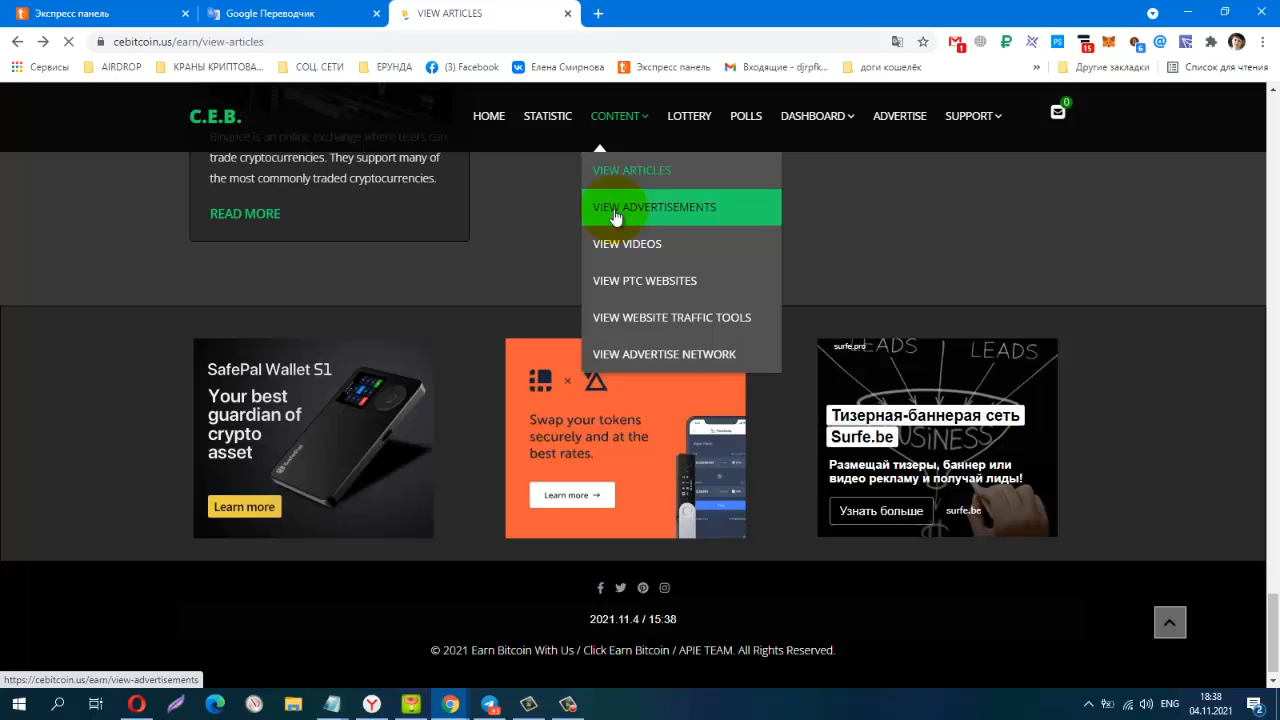 Экспресс панель
Google Переводчик
VIEW ARTICLES
cebitcoin.us/earn/view-articles
Сервисы
AIRDROP
КРАНЫ КРИПТОВА...
СОЦ. СЕТИ
ЕРУНДА
(3) Facebook
Елена Смирнова
Экспресс панель
Входящие - djrpfk...
доги кошелёк
»
Другие закладки
Список для чтения
C.E.B.
HOME
STATISTIC
CONTENT
LOTTERY
POLLS
DASHBOARD
ADVERTISE
SUPPORT
0
Binance is an online exchange where users can
trade cryptocurrencies. They support many of
the most commonly traded cryptocurrencies.
READ MORE
VIEW ARTICLES
VIEW ADVERTISEMENTS
VIEW VIDEOS
VIEW PTC WEBSITES
VIEW WEBSITE TRAFFIC TOOLS
VIEW ADVERTISE NETWORK
SafePal Wallet S1
Your best
guardian of
crypto
asset
Learn more
Swap your tokens
securely and at the
best rates.
Learn more →
surfe.pro
LEADS
LEADS
BUSINESS
Тизерная-баннерая сеть
Surfe.be
Размещай тизеры, баннер или
видео рекламу и получай лиды!
Узнать больше
surfe.be
2021.11.4 / 15:38
© 2021 Earn Bitcoin With Us / Click Earn Bitcoin / APIE TEAM. All Rights Reserved.
https://cebitcoin.us/earn/view-advertisements
ENG
18:38
04.11.2021